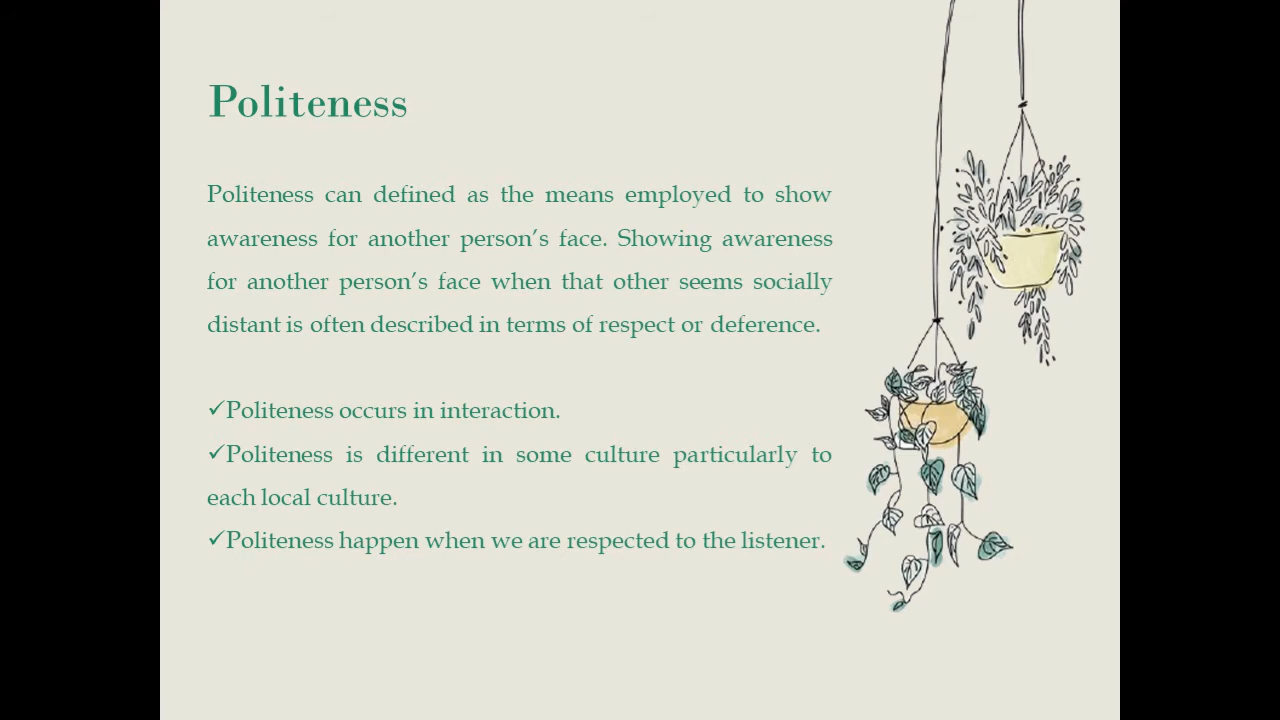 Politeness
Politeness can defined as the means employed to show
awareness for another person's face. Showing awareness
for another person's face when that other seems socially
distant is often described in terms of respect or deference.
✓Politeness occurs in interaction.
✓Politeness is different in some culture particularly to
each local culture.
✓Politeness happen when we are respected to the listener.